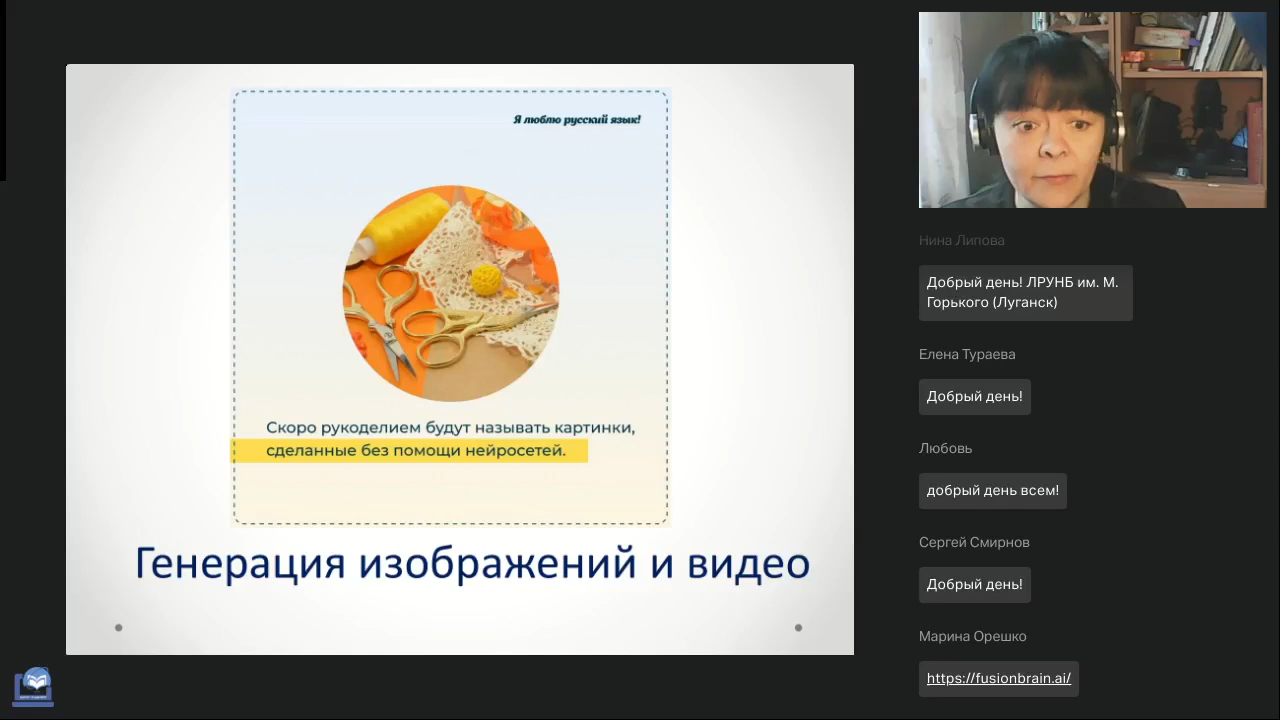 Я люблю русский язык!
Скоро рукоделием будут называть картинки,
сделанные без помощи нейросетей.
Генерация изображений и видео
Нина Липова
Добрый день! ЛРУНБ им. М.
Горького (Луганск)
Елена Тураева
Добрый день!
Любовь
добрый день всем!
Сергей Смирнов
Добрый день!
Марина Орешко
https://fusionbrain.ai/